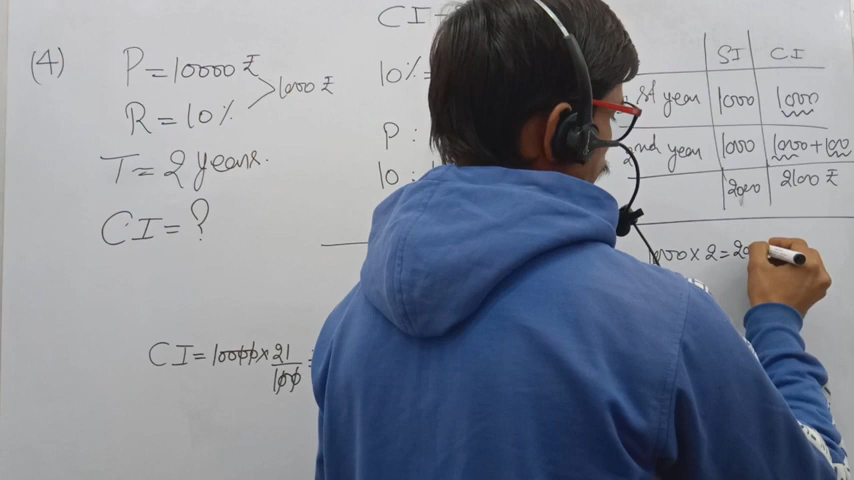 (4)
P = 10000 ₹
R = 10%
1000 ₹
T = 2 years.
CI = ?
CI = 10000 × 21/100 =
CI
10% =
P :
10 :
SI CI
1st year 1000 1000
2nd year 1000 1000+100
2000 2100 ₹
1000 × 2 = 20